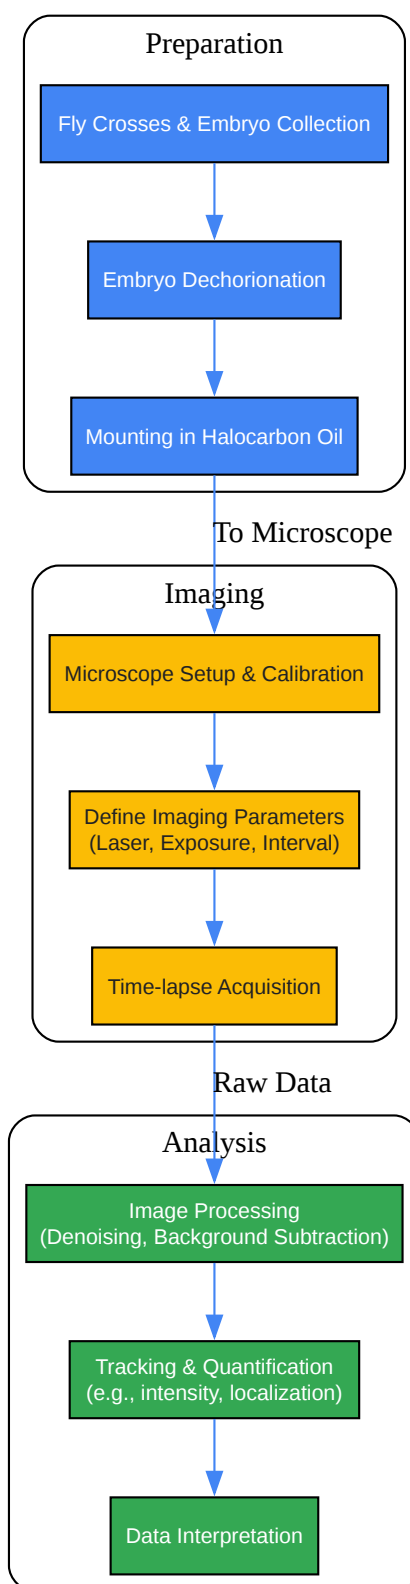 Preparation
Fly Crosses & Embryo Collection
Embryo Dechorionation
Mounting in Halocarbon Oil
To Microscope
Imaging
Microscope Setup & Calibration
Define Imaging Parameters
(Laser, Exposure, Interval)
Time-lapse Acquisition
Raw Data
Analysis
Image Processing
(Denoising, Background Subtraction)
Tracking & Quantification
(e.g., intensity, localization)
Data Interpretation